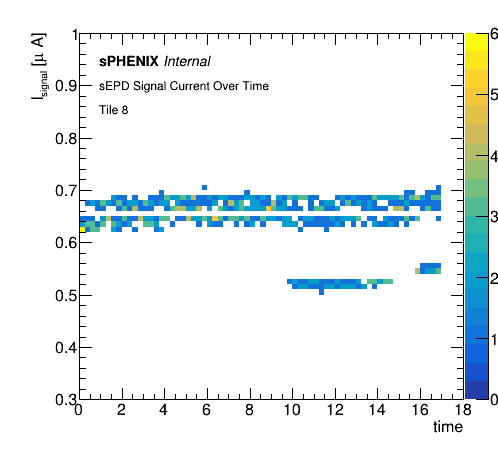 I_signal [μ A]
sPHENIX Internal
sEPD Signal Current Over Time
Tile 8
1
0.9
0.8
0.7
0.6
0.5
0.4
0.3
0 2 4 6 8 10 12 14 16 18
time
6
5
4
3
2
1
0